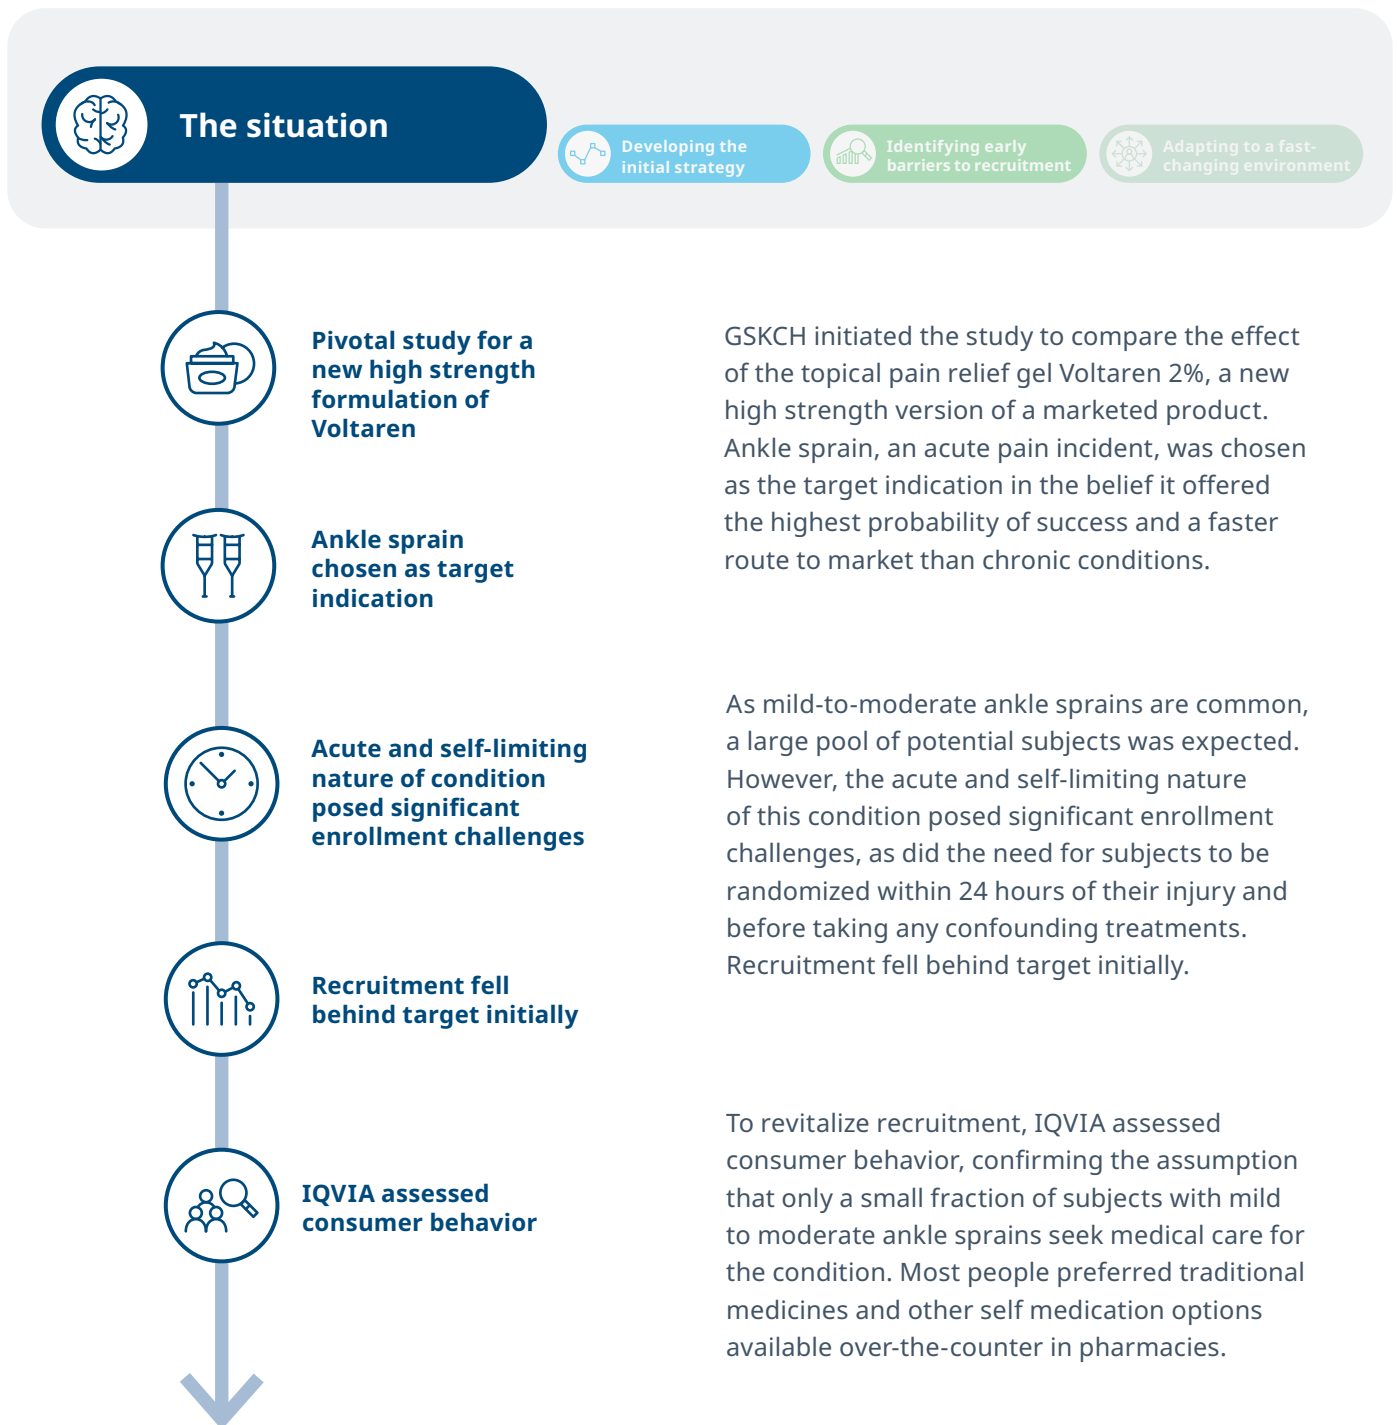 The situation
Developing the
initial strategy
Identifying early
barriers to recruitment
Adapting to a fast-
changing environment
Pivotal study for a
new high strength
formulation of
Voltaren
Ankle sprain
chosen as target
indication
GSKCH initiated the study to compare the effect
of the topical pain relief gel Voltaren 2%, a new
high strength version of a marketed product.
Ankle sprain, an acute pain incident, was chosen
as the target indication in the belief it offered
the highest probability of success and a faster
route to market than chronic conditions.
Acute and self-limiting
nature of condition
posed significant
enrollment challenges
Recruitment fell
behind target initially
As mild-to-moderate ankle sprains are common,
a large pool of potential subjects was expected.
However, the acute and self-limiting nature
of this condition posed significant enrollment
challenges, as did the need for subjects to be
randomized within 24 hours of their injury and
before taking any confounding treatments.
Recruitment fell behind target initially.
IQVIA assessed
consumer behavior
To revitalize recruitment, IQVIA assessed
consumer behavior, confirming the assumption
that only a small fraction of subjects with mild
to moderate ankle sprains seek medical care for
the condition. Most people preferred traditional
medicines and other self medication options
available over-the-counter in pharmacies.